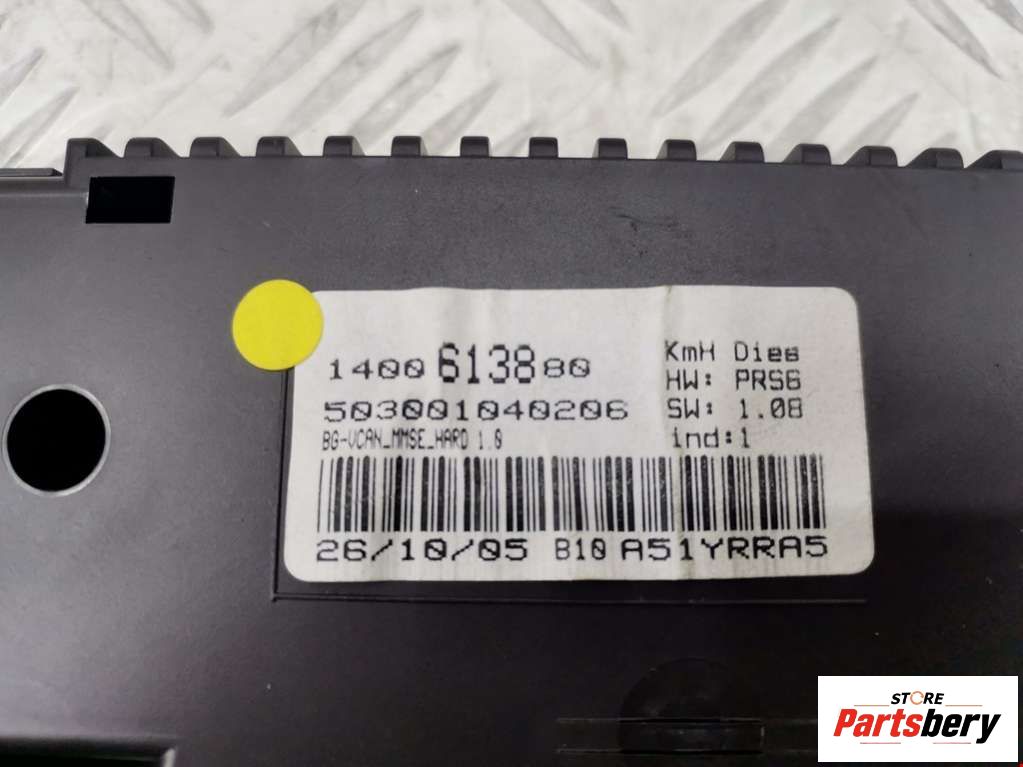 1400 6138 80
503001040206
BG-VCAN_MMSE_HARD 1.0
KmH Dies
HW: PRS6
SW: 1.08
ind:1
26/10/05 B10 A51YRRA5
STORE
Partsbery